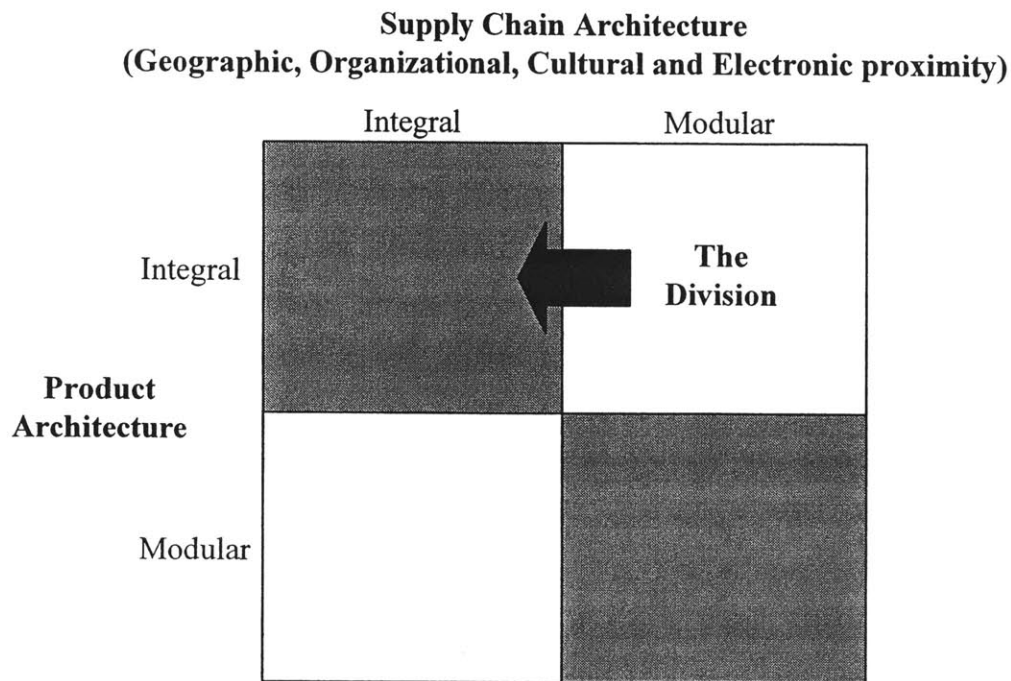 Supply Chain Architecture
(Geographic, Organizational, Cultural and Electronic proximity)
Integral
Modular
Integral
The
Division
Product
Architecture
Modular